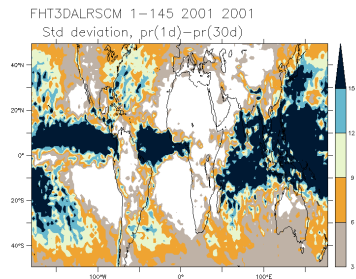 FHT3DALRSCM 1-145 2001 2001
Std deviation, pr(1d)-pr(30d)
40°N
20°N
0°
20°S
40°S
100°W
0°
100°E
15
12
9
6
3